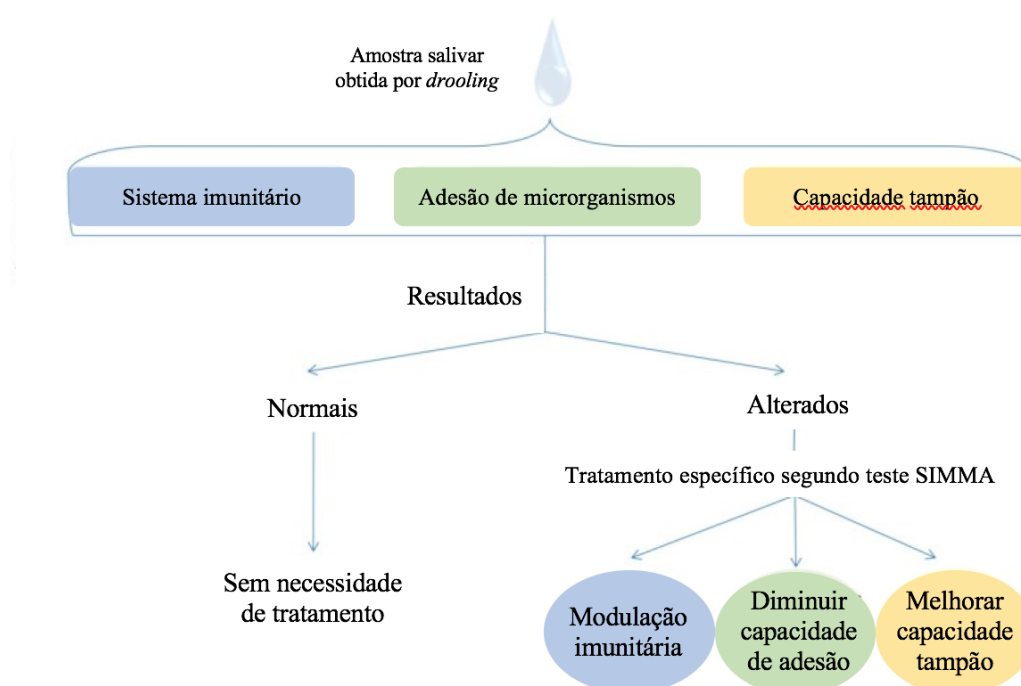 Amostra salivar
obtida por drooling
Sistema imunitário
Adesão de microrganismos
Capacidade tampão
Resultados
Normais
Alterados
Tratamento específico segundo teste SIMMA
Sem necessidade
de tratamento
Modulação
imunitária
Diminuir
capacidade
de adesão
Melhorar
capacidade
tampão